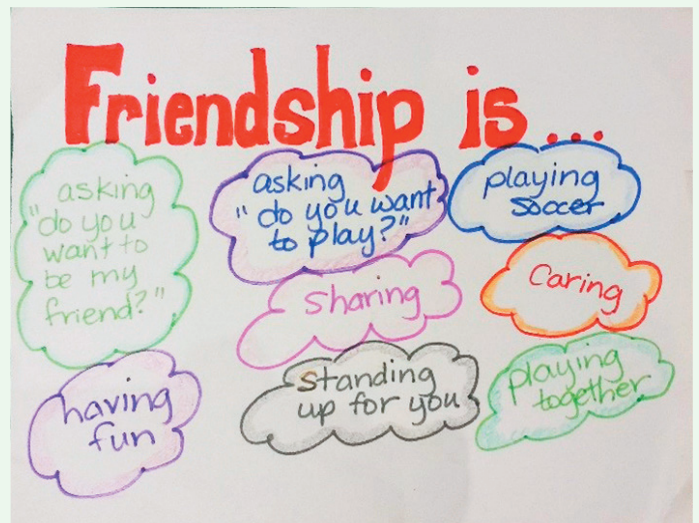 Friendship is...
asking
"do you
want to
be my
friend?"
asking
"do you want
to play?"
playing
soccer
sharing
caring
having
fun
standing
up for you
playing
together